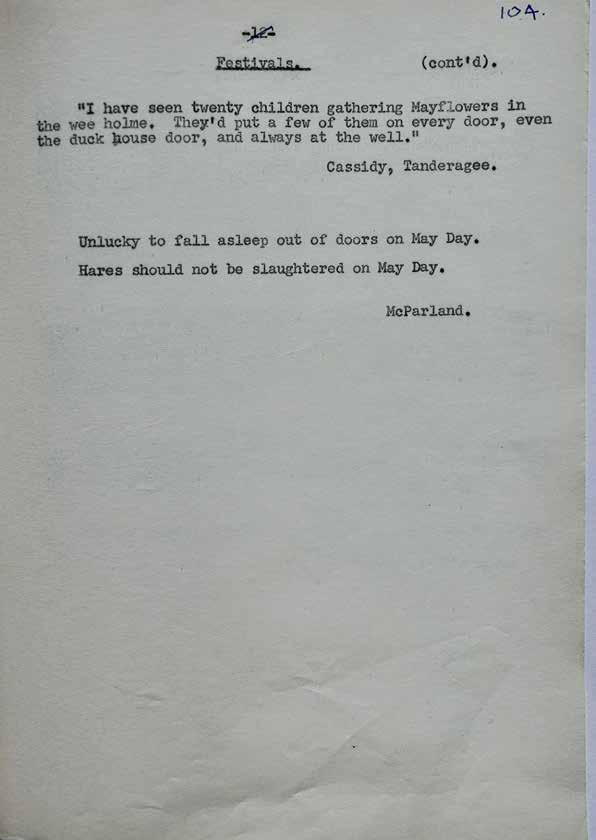 104.
-12-
Festivals. (cont'd).
"I have seen twenty children gathering Mayflowers in
the wee holme. They'd put a few of them on every door, even
the duck house door, and always at the well."
Cassidy, Tanderagee.
Unlucky to fall asleep out of doors on May Day.
Hares should not be slaughtered on May Day.
McParland.